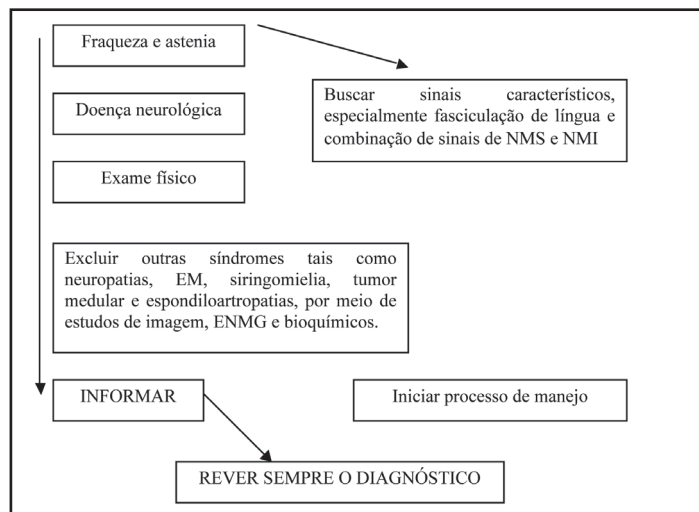 Fraqueza e astenia
Buscar sinais característicos,
especialmente fasciculação de língua e
combinação de sinais de NMS e NMI
Doença neurológica
Exame físico
Excluir outras síndromes tais como
neuropatias, EM, siringomielia, tumor
medular e espondiloartropatias, por meio de
estudos de imagem, ENMG e bioquímicos.
INFORMAR
Iniciar processo de manejo
REVER SEMPRE O DIAGNÓSTICO